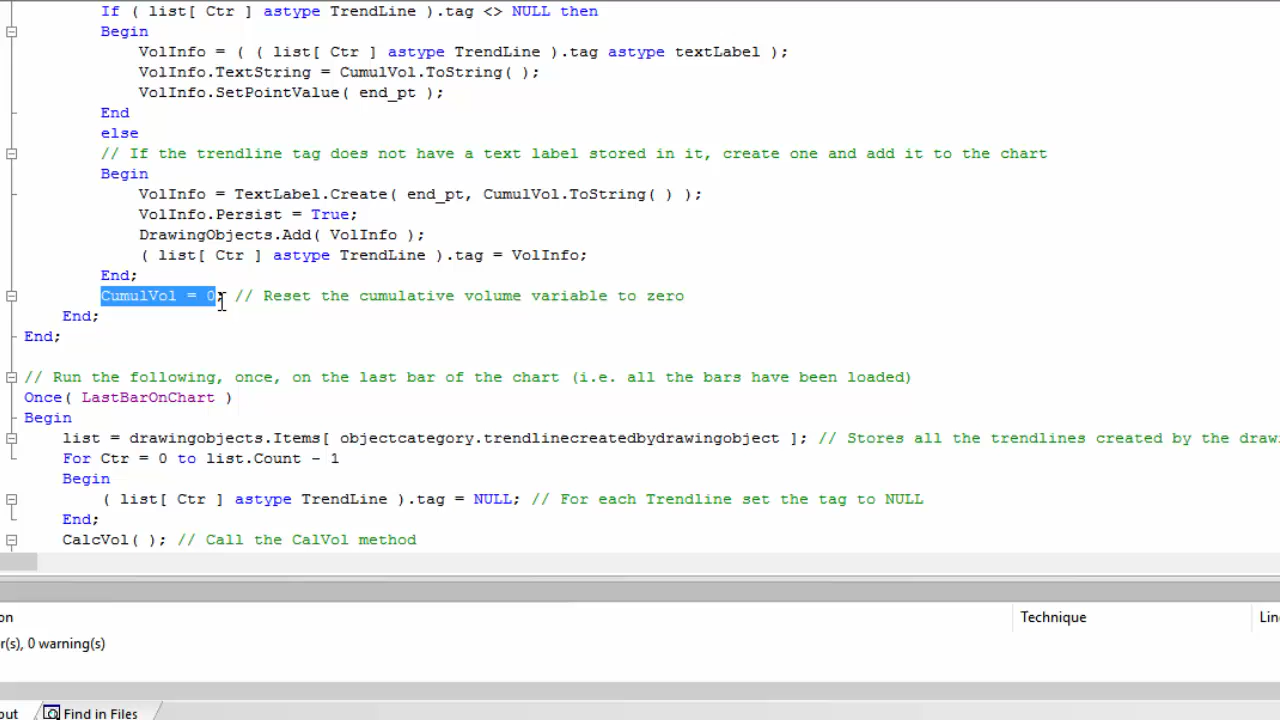 If ( list[ Ctr ] astype TrendLine ).tag <> NULL then
Begin
VolInfo = ( ( list[ Ctr ] astype TrendLine ).tag astype textLabel );
VolInfo.TextString = CumulVol.ToString( );
VolInfo.SetPointValue( end_pt );
End
else
// If the trendline tag does not have a text label stored in it, create one and add it to the chart
Begin
VolInfo = TextLabel.Create( end_pt, CumulVol.ToString( ) );
VolInfo.Persist = True;
DrawingObjects.Add( VolInfo );
( list[ Ctr ] astype TrendLine ).tag = VolInfo;
End;
CumulVol = 0; // Reset the cumulative volume variable to zero
End;
End;
// Run the following, once, on the last bar of the chart (i.e. all the bars have been loaded)
Once( LastBarOnChart )
Begin
list = drawingobjects.Items[ objectcategory.trendlinecreatedbydrawingobject ]; // Stores all the trendlines created by the draw
For Ctr = 0 to list.Count - 1
Begin
( list[ Ctr ] astype TrendLine ).tag = NULL; // For each Trendline set the tag to NULL
End;
CalcVol( ); // Call the CalVol method
on Technique Lin
r(s), 0 warning(s)
out Find in Files